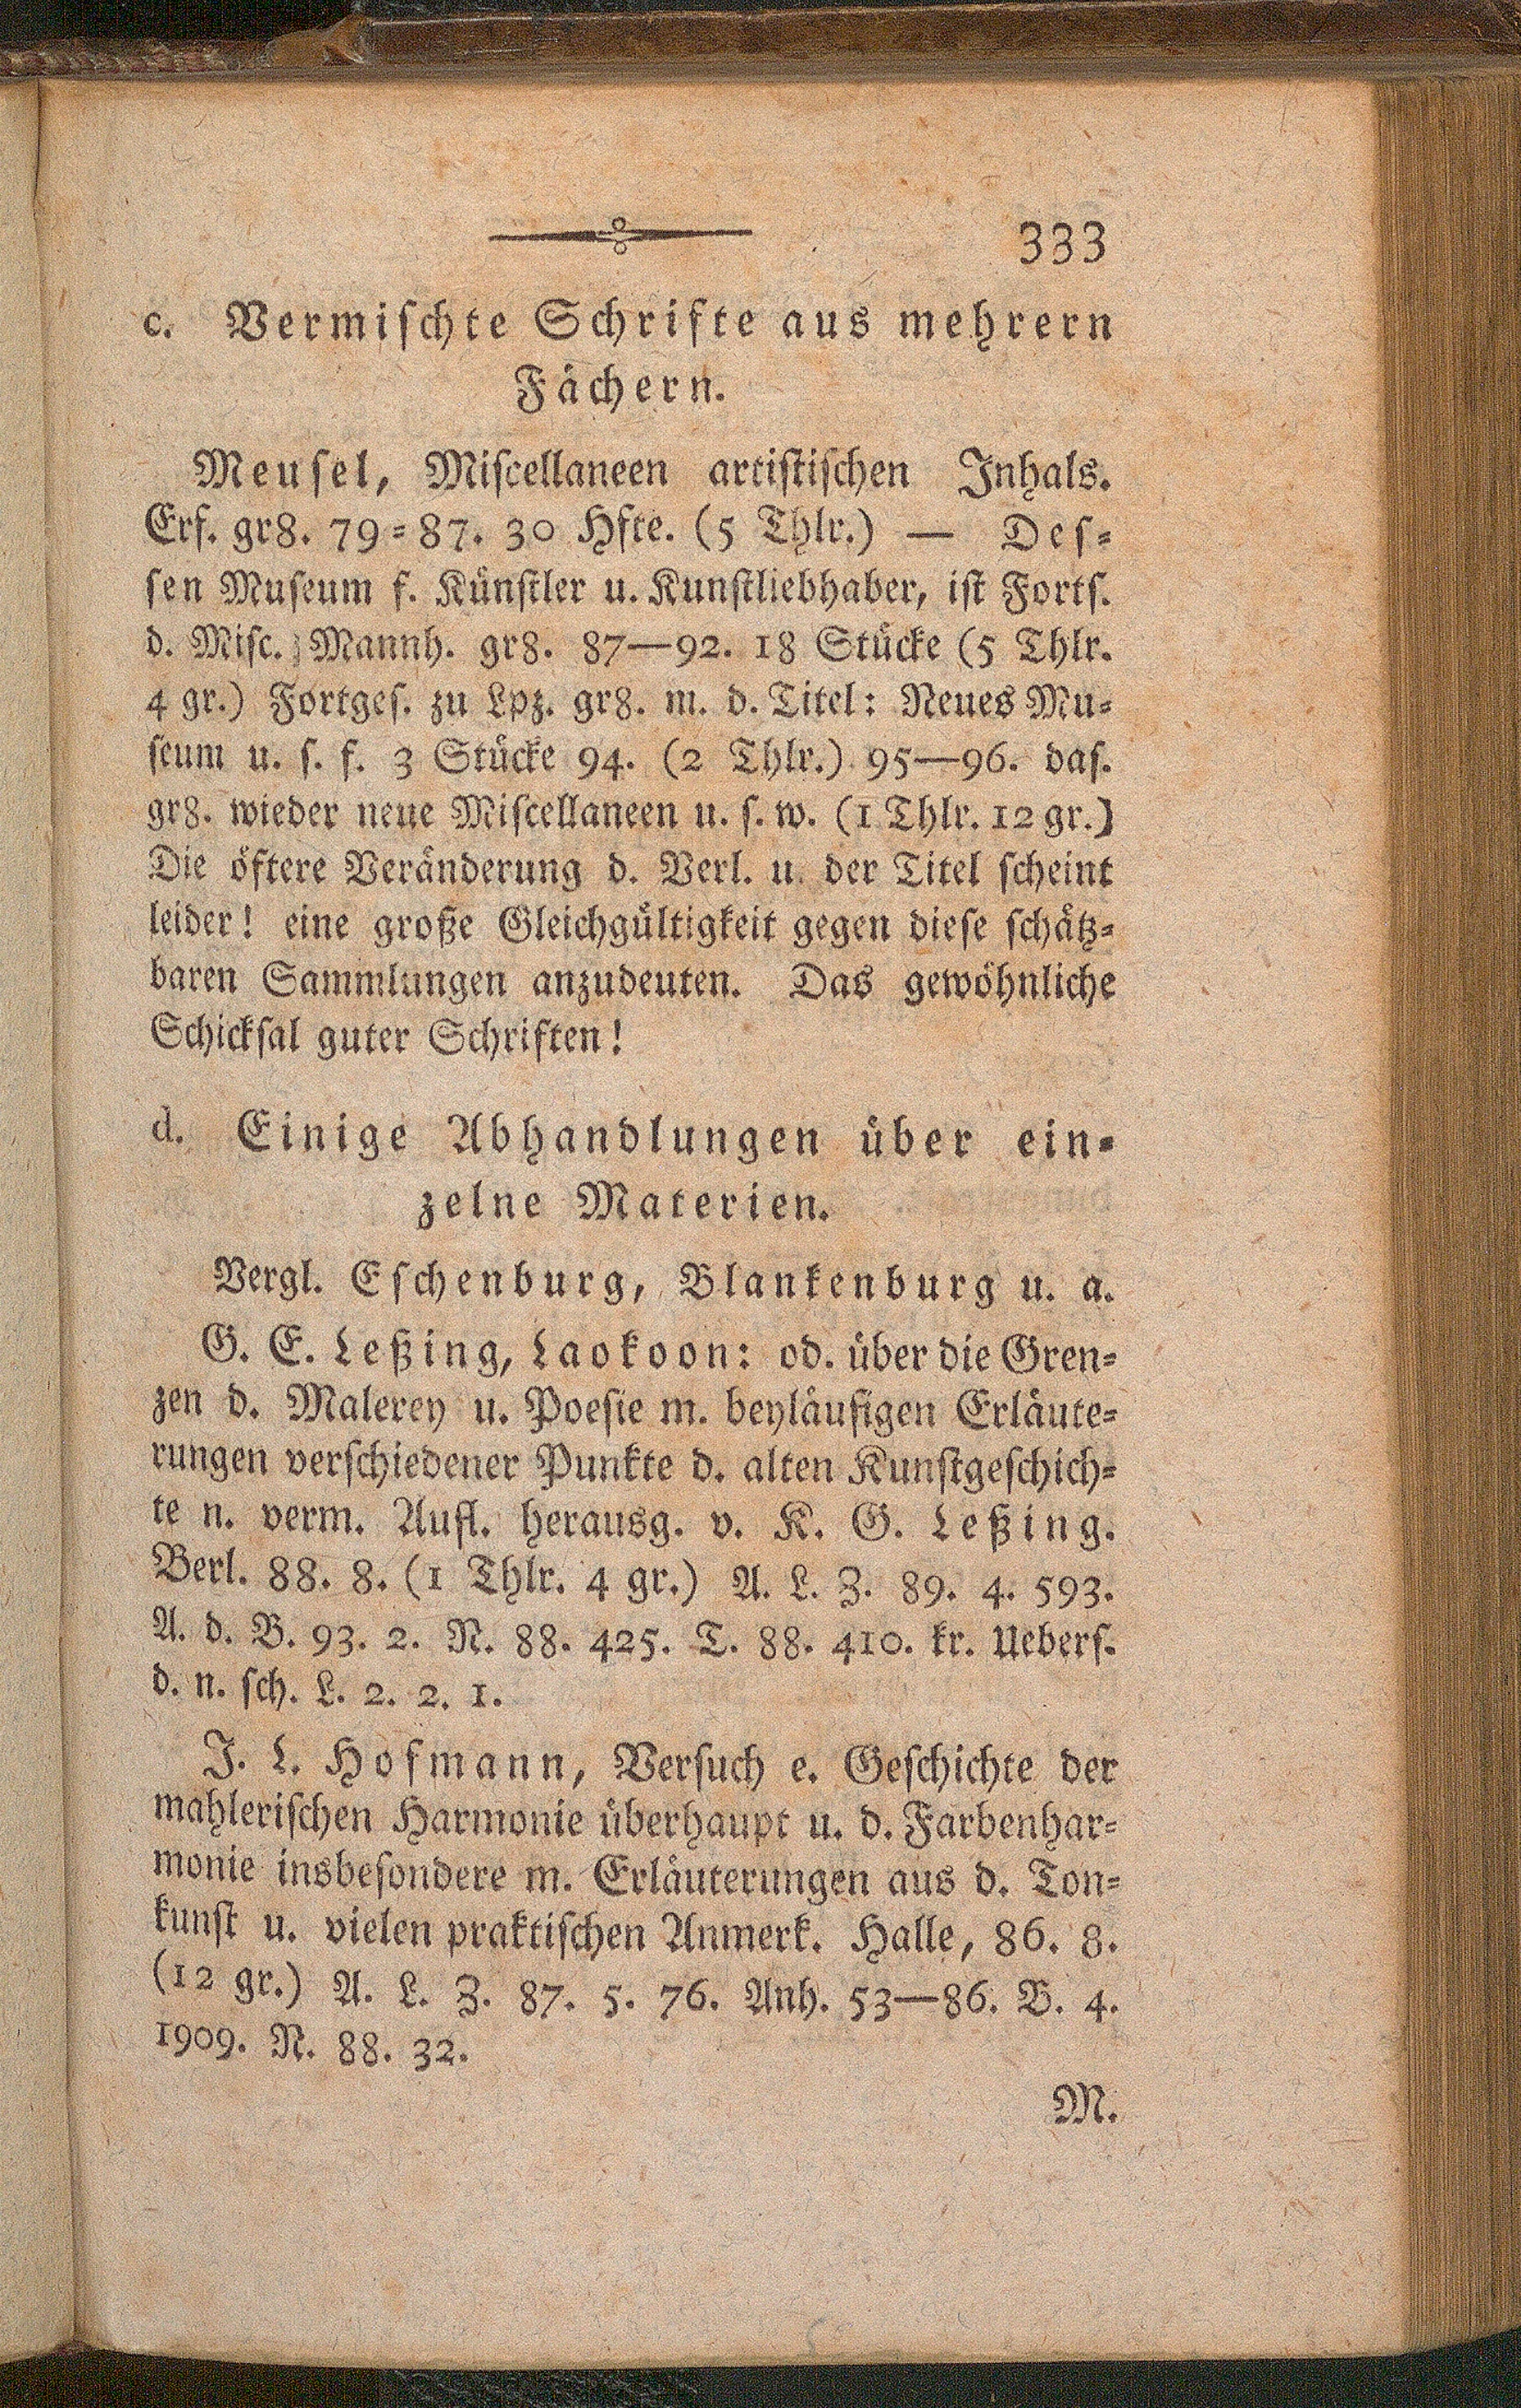 333
c. Vermiſchte Schrifte aus mehrern
Fächern.
Meuſel, Miſcellaneen artiſtiſchen Inhals.
Erf. gr8. 79=87. 30 Hfte. (5 Thlr.) — Deſ=
ſen Muſeum f. Künſtler u. Kunſtliebhaber, iſt Fortſ.
d. Miſc. Mannh. gr8. 87—92. 18 Stücke (5 Thlr.
4 gr.) Fortgeſ. zu Lpz. gr8. m. d. Titel: Neues Mu=
ſeum u. ſ. f. 3 Stücke 94. (2 Thlr.) 95—96. daſ.
gr8. wieder neue Miſcellaneen u. ſ. w. (1 Thlr. 12 gr.)
Die öftere Veränderung d. Verl. u. der Titel ſcheint
leider! eine große Gleichgültigkeit gegen dieſe ſchätz=
baren Sammlungen anzudeuten. Das gewöhnliche
Schickſal guter Schriften!
d. Einige Abhandlungen über ein=
zelne Materien.
Vergl. Eſchenburg, Blankenburg u. a.
G. E. Leßing, Laokoon: od. über die Gren=
zen d. Malerey u. Poeſie m. beyläufigen Erläute=
rungen verſchiedener Punkte d. alten Kunſtgeſchich=
te n. verm. Aufl. herausg. v. K. G. Leßing.
Berl. 88. 8. (1 Thlr. 4 gr.) A. L. Z. 89. 4. 593.
A. d. B. 93. 2. N. 88. 425. T. 88. 410. kr. Ueberſ.
d. n. ſch. L. 2. 2. 1.
J. L. Hofmann, Verſuch e. Geſchichte der
mahleriſchen Harmonie überhaupt u. d. Farbenhar=
monie insbeſondere m. Erläuterungen aus d. Ton=
kunſt u. vielen praktiſchen Anmerk. Halle, 86. 8.
(12 gr.) A. L. Z. 87. 5. 76. Anh. 53—86. B. 4.
1909. N. 88. 32.
M.